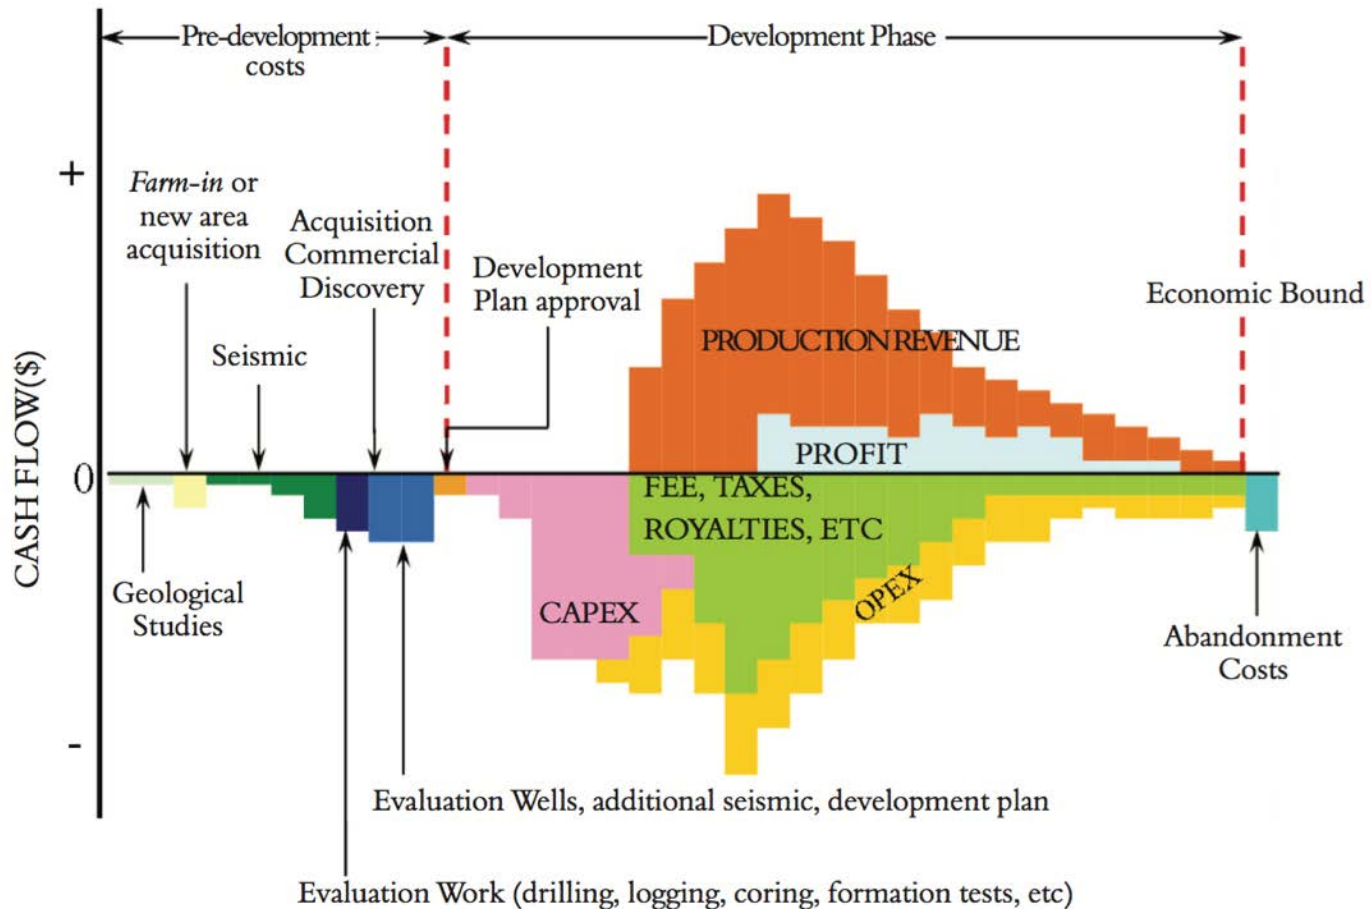 Pre-development :
costs
Development Phase
+
Farm-in or
new area
acquisition
Acquisition
Commercial
Discovery
Development
Plan approval
Economic Bound
Seismic
PRODUCTION REVENUE
CASH FLOW($)
PROFIT
0
FEE, TAXES,
ROYALTIES, ETC
Geological
Studies
CAPEX
OPEX
Abandonment
Costs
-
Evaluation Wells, additional seismic, development plan
Evaluation Work (drilling, logging, coring, formation tests, etc)